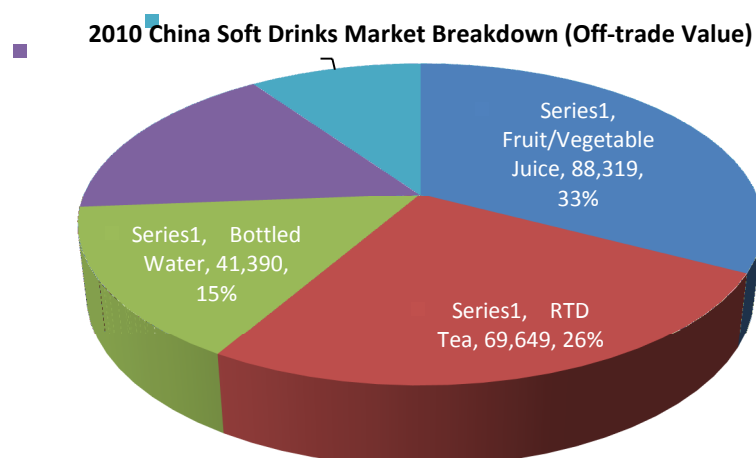 2010 China Soft Drinks Market Breakdown (Off-trade Value)
Series1,
Fruit/Vegetable
Juice, 88,319,
33%
Series1, Bottled
Water, 41,390,
15%
Series1, RTD
Tea, 69,649, 26%